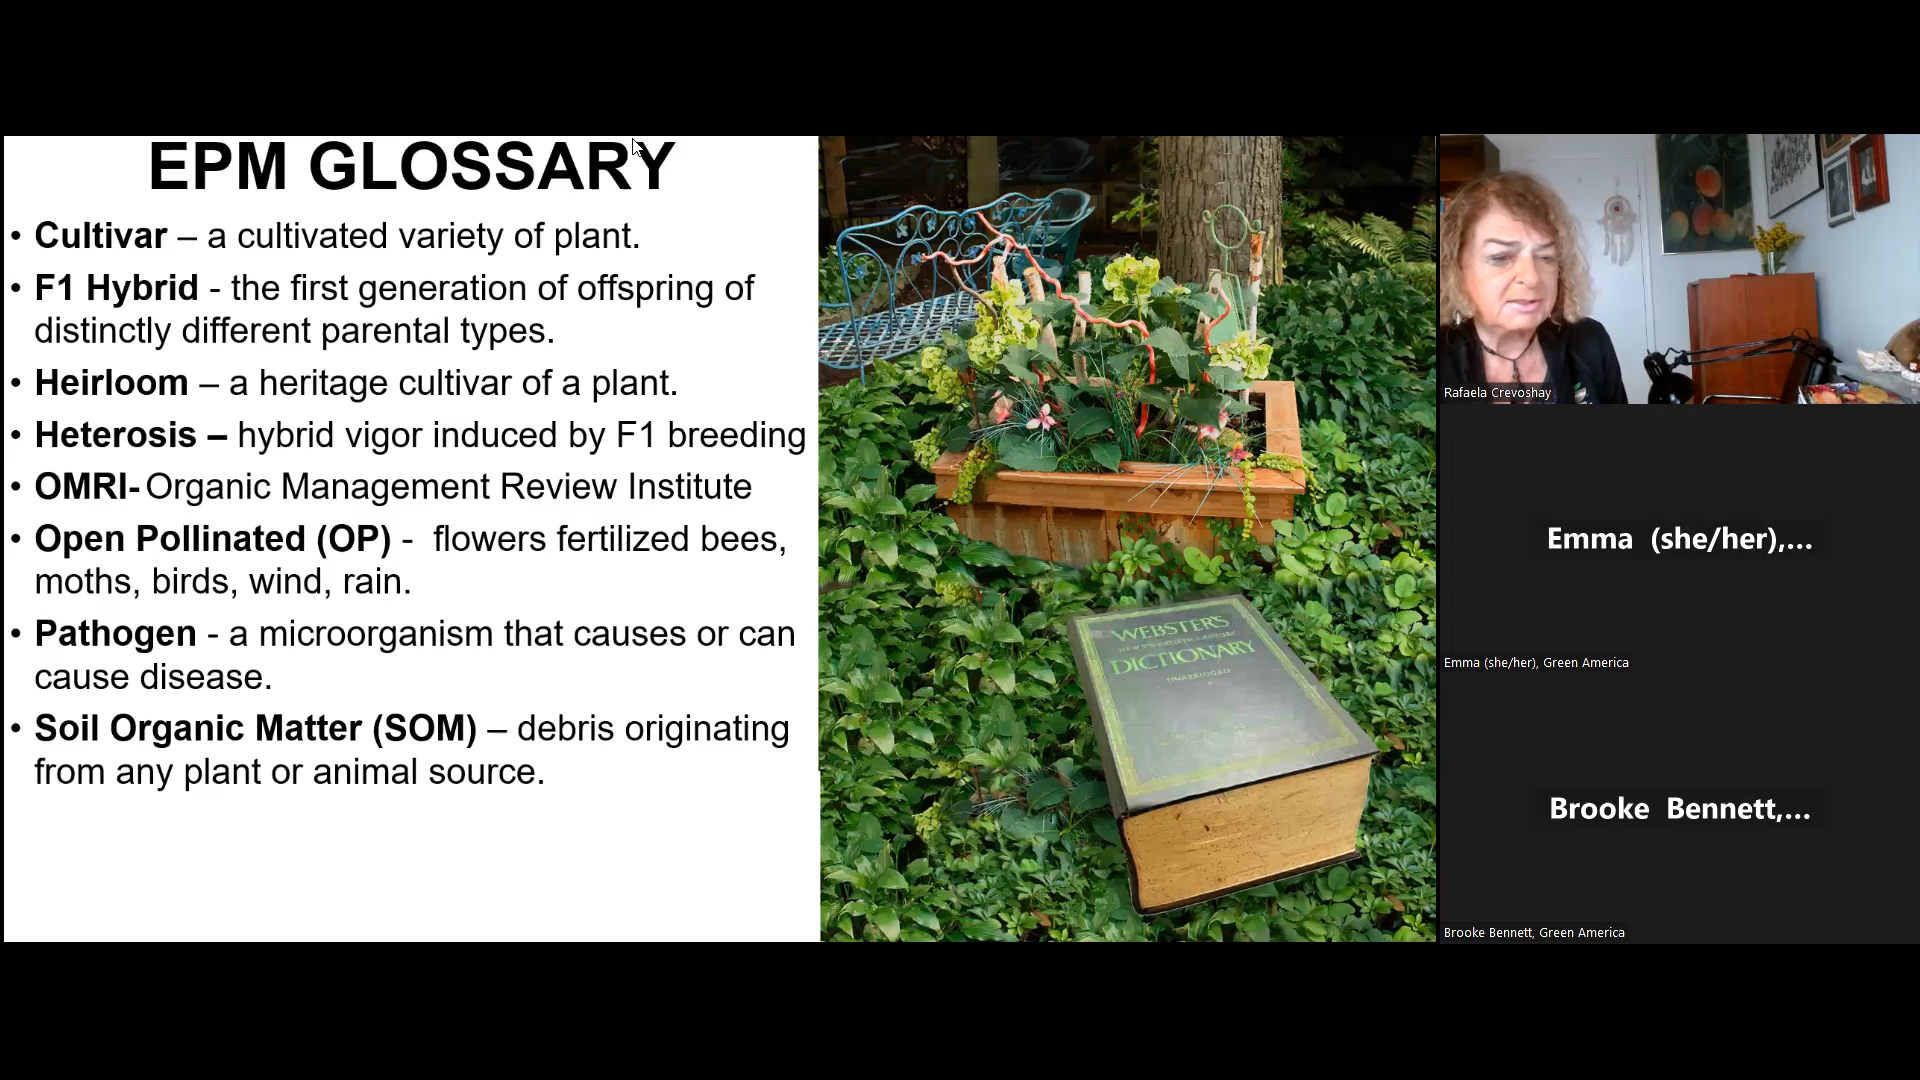 EPM GLOSSARY
• Cultivar – a cultivated variety of plant.
• F1 Hybrid - the first generation of offspring of
distinctly different parental types.
• Heirloom – a heritage cultivar of a plant.
• Heterosis – hybrid vigor induced by F1 breeding
• OMRI- Organic Management Review Institute
• Open Pollinated (OP) -  flowers fertilized bees,
moths, birds, wind, rain.
• Pathogen - a microorganism that causes or can
cause disease.
• Soil Organic Matter (SOM) – debris originating
from any plant or animal source.
WEBSTER'S
NEW TWENTIETH CENTURY
DICTIONARY
UNABRIDGED
Rafaela Crevoshay
Emma (she/her),...
Emma (she/her), Green America
Brooke Bennett,...
Brooke Bennett, Green America